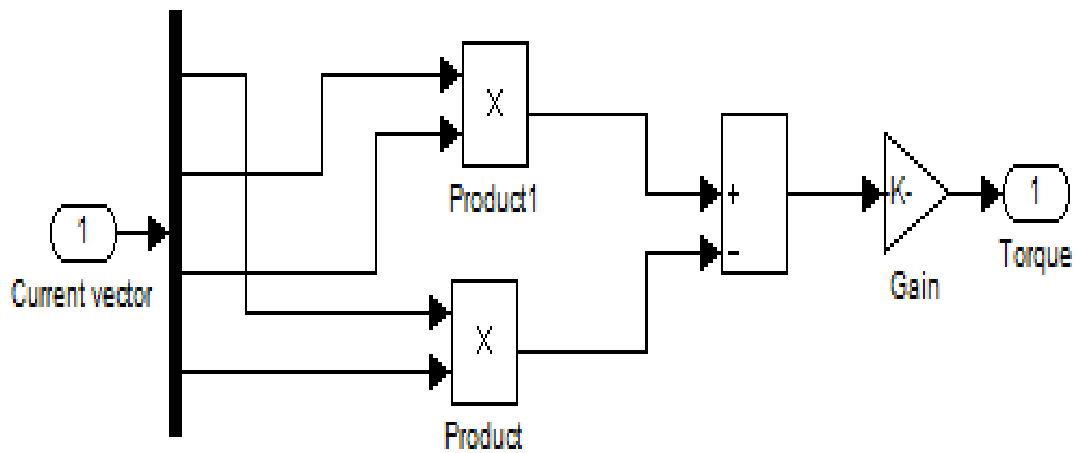 X
Product1
1
Current vector
X
Product
+
-
K-
Gain
1
Torque